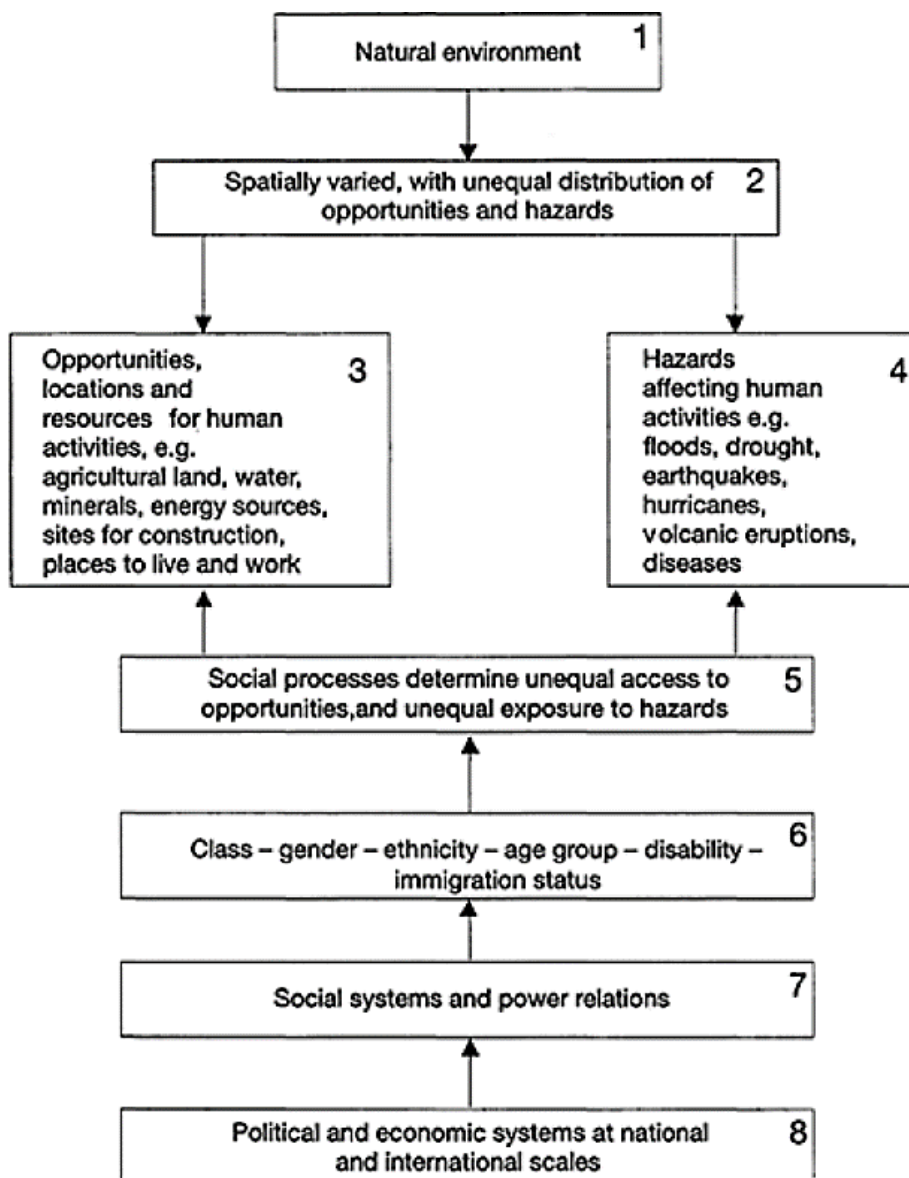 Natural environment 1
Spatially varied, with unequal distribution of 2
opportunities and hazards
Opportunities, 3
locations and
resources for human
activities, e.g.
agricultural land, water,
minerals, energy sources,
sites for construction,
places to live and work
Hazards 4
affecting human
activities e.g.
floods, drought,
earthquakes,
hurricanes,
volcanic eruptions,
diseases
Social processes determine unequal access to 5
opportunities,and unequal exposure to hazards
Class – gender – ethnicity – age group – disability – 6
immigration status
Social systems and power relations 7
Political and economic systems at national 8
and international scales